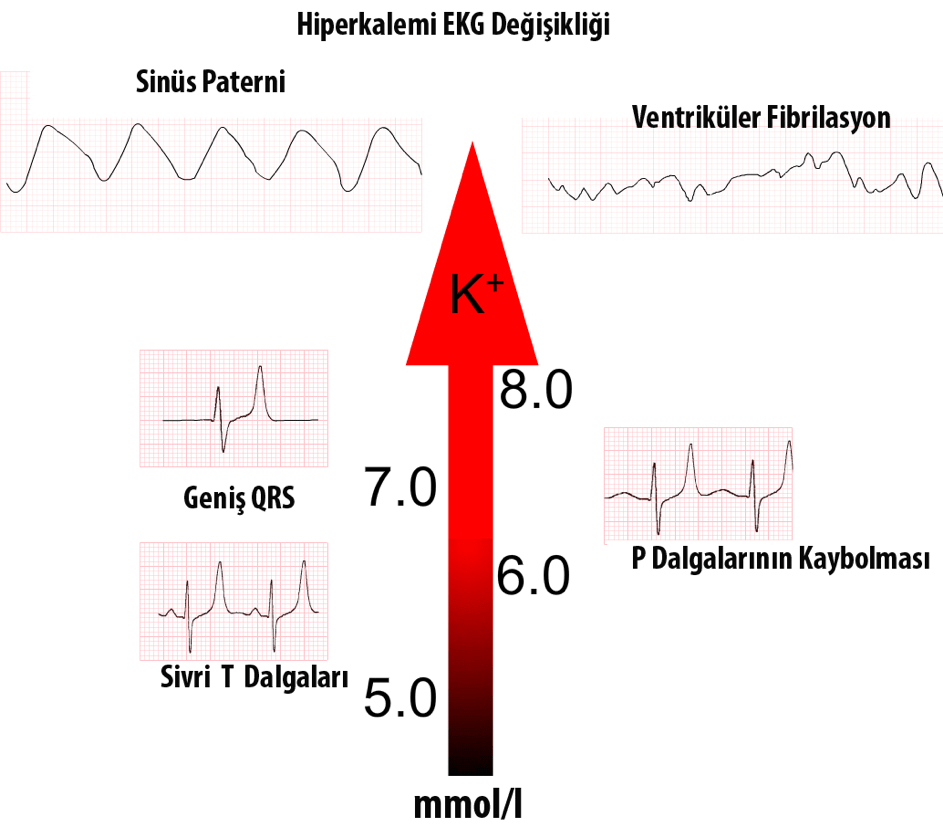 Hiperkalemi EKG Değişikliği
Sinüs Paterni
Ventriküler Fibrilasyon
K+
8.0
7.0
Geniş QRS
P Dalgalarının Kaybolması
6.0
Sivri T Dalgaları
5.0
mmol/l